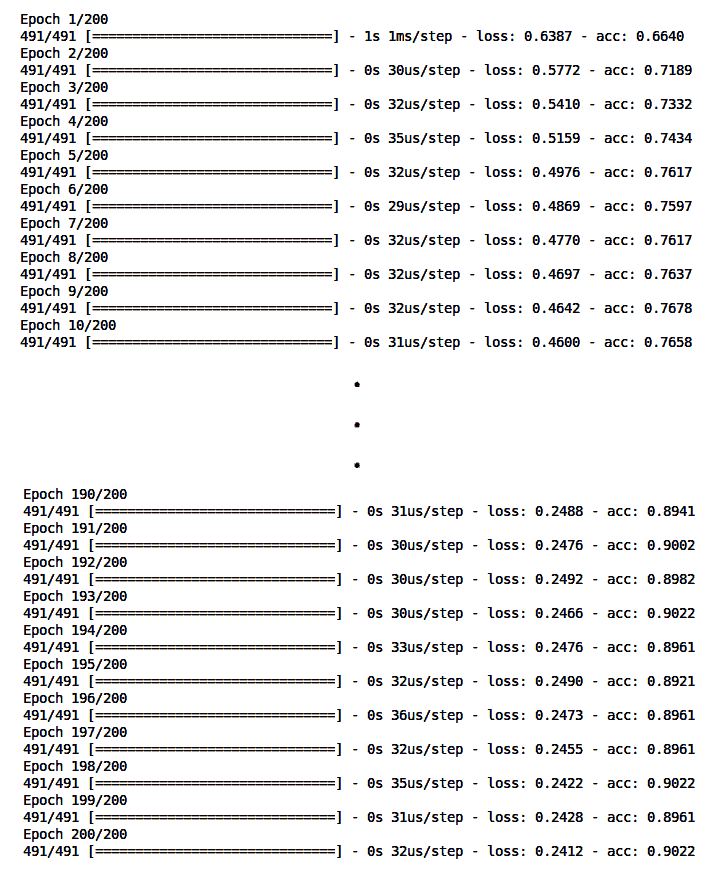 Epoch 1/200
491/491 [==============================] - 1s 1ms/step - loss: 0.6387 - acc: 0.6640
Epoch 2/200
491/491 [==============================] - 0s 30us/step - loss: 0.5772 - acc: 0.7189
Epoch 3/200
491/491 [==============================] - 0s 32us/step - loss: 0.5410 - acc: 0.7332
Epoch 4/200
491/491 [==============================] - 0s 35us/step - loss: 0.5159 - acc: 0.7434
Epoch 5/200
491/491 [==============================] - 0s 32us/step - loss: 0.4976 - acc: 0.7617
Epoch 6/200
491/491 [==============================] - 0s 29us/step - loss: 0.4869 - acc: 0.7597
Epoch 7/200
491/491 [==============================] - 0s 32us/step - loss: 0.4770 - acc: 0.7617
Epoch 8/200
491/491 [==============================] - 0s 32us/step - loss: 0.4697 - acc: 0.7637
Epoch 9/200
491/491 [==============================] - 0s 32us/step - loss: 0.4642 - acc: 0.7678
Epoch 10/200
491/491 [==============================] - 0s 31us/step - loss: 0.4600 - acc: 0.7658
.
.
.
Epoch 190/200
491/491 [==============================] - 0s 31us/step - loss: 0.2488 - acc: 0.8941
Epoch 191/200
491/491 [==============================] - 0s 30us/step - loss: 0.2476 - acc: 0.9002
Epoch 192/200
491/491 [==============================] - 0s 30us/step - loss: 0.2492 - acc: 0.8982
Epoch 193/200
491/491 [==============================] - 0s 30us/step - loss: 0.2466 - acc: 0.9022
Epoch 194/200
491/491 [==============================] - 0s 33us/step - loss: 0.2476 - acc: 0.8961
Epoch 195/200
491/491 [==============================] - 0s 32us/step - loss: 0.2490 - acc: 0.8921
Epoch 196/200
491/491 [==============================] - 0s 36us/step - loss: 0.2473 - acc: 0.8961
Epoch 197/200
491/491 [==============================] - 0s 32us/step - loss: 0.2455 - acc: 0.8961
Epoch 198/200
491/491 [==============================] - 0s 35us/step - loss: 0.2422 - acc: 0.9022
Epoch 199/200
491/491 [==============================] - 0s 31us/step - loss: 0.2428 - acc: 0.8961
Epoch 200/200
491/491 [==============================] - 0s 32us/step - loss: 0.2412 - acc: 0.9022